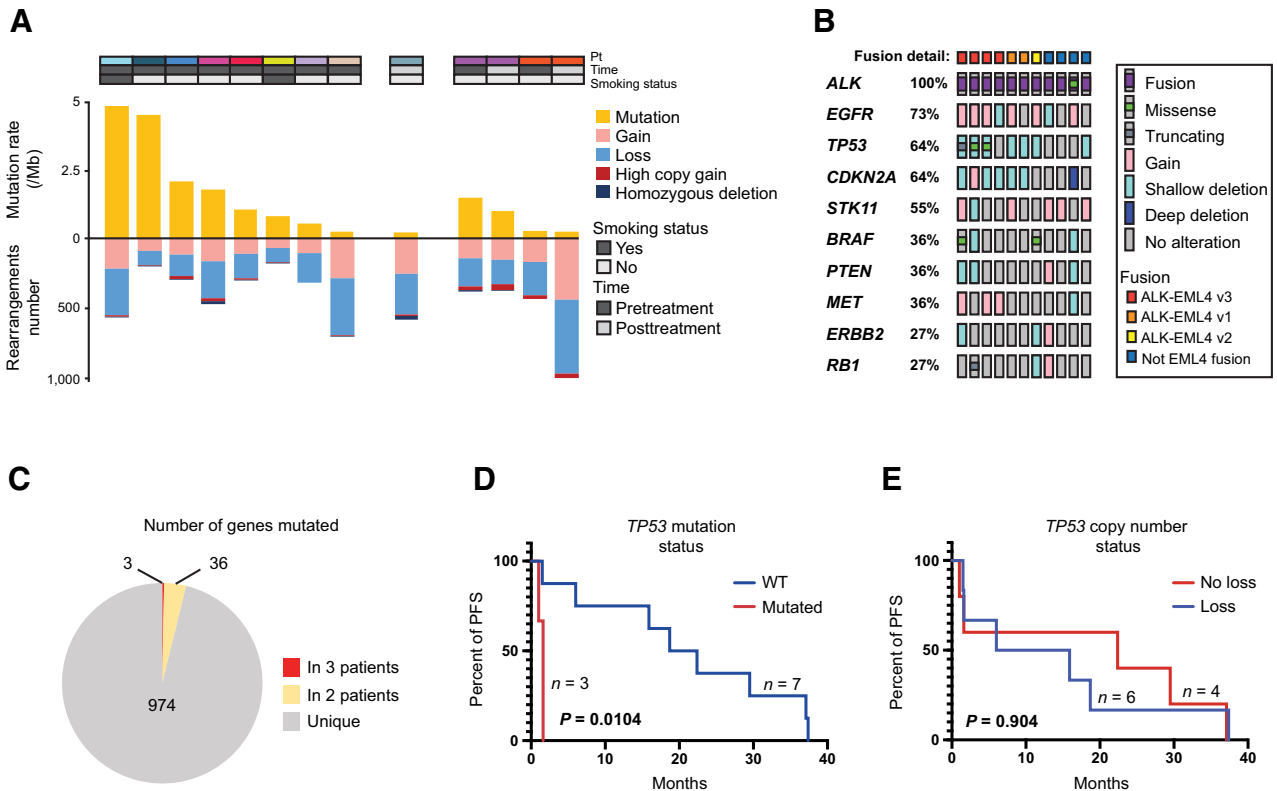 A
Pt
Time
Smoking status
5
2.5
0
500
1,000
Mutation rate
(/Mb)
Rearrangements
number
Mutation
Gain
Loss
High copy gain
Homozygous deletion
Smoking status
Yes
No
Time
Pretreatment
Posttreatment
B
Fusion detail:
ALK 100%
EGFR 73%
TP53 64%
CDKN2A 64%
STK11 55%
BRAF 36%
PTEN 36%
MET 36%
ERBB2 27%
RB1 27%
Fusion
Missense
Truncating
Gain
Shallow deletion
Deep deletion
No alteration
Fusion
ALK-EML4 v3
ALK-EML4 v1
ALK-EML4 v2
Not EML4 fusion
C
Number of genes mutated
3
36
974
In 3 patients
In 2 patients
Unique
D
TP53 mutation
status
100
50
0
Percent of PFS
WT
Mutated
n = 3
n = 7
P = 0.0104
0 10 20 30 40
Months
E
TP53 copy number
status
100
50
0
Percent of PFS
No loss
Loss
n = 6
n = 4
P = 0.904
0 10 20 30 40
Months